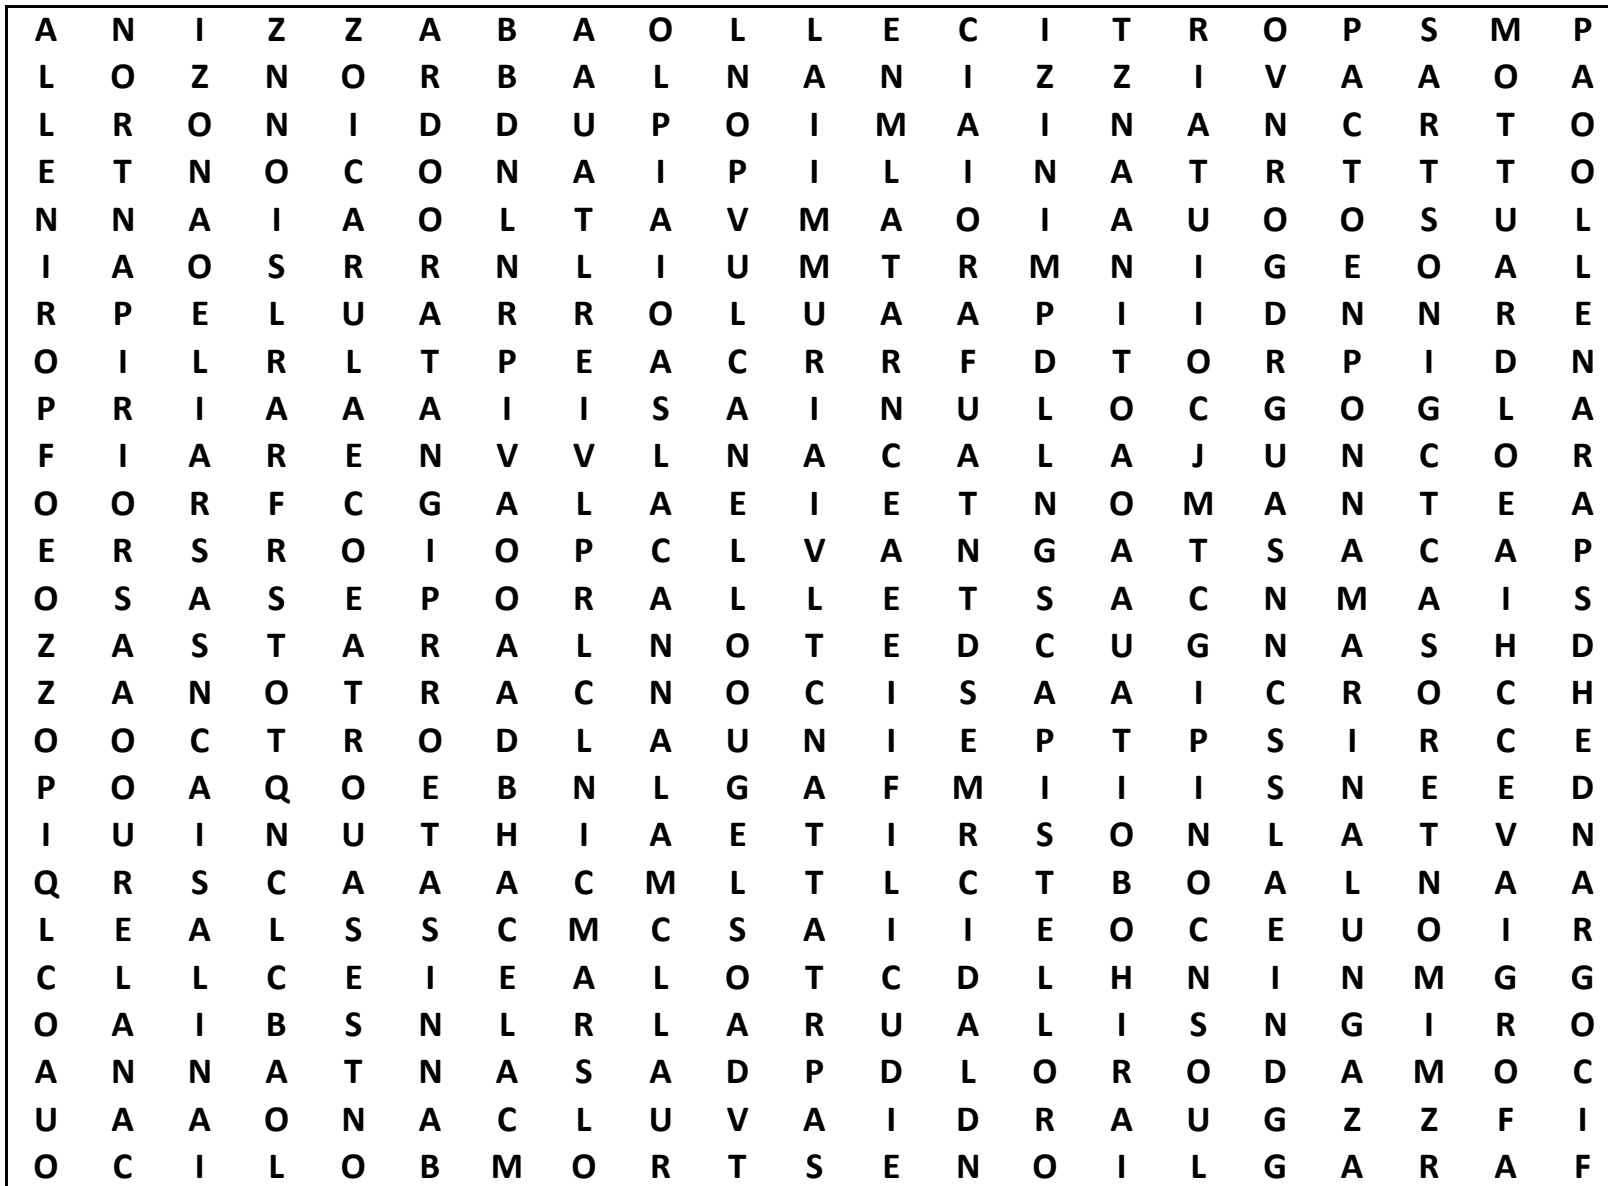 A N I Z Z A B A O L L E C I T R O P S M P
L O Z N O R B A L N A N I Z Z I V A A O A
L R O N I D D U P O I M A I N A N C R T O
E T N O C O N A I P I L I N A T R T T T O
N N A I A O L T A V M A O I A U O O S U L
I A O S R R N L I U M T R M N I G E O A L
R P E L U A R R O L U A A P I I D N N R E
O I L R L T P E A C R R F D T O R P I D N
P R I A A A I I S A I N U L O C G O G L A
F I A R E N V V L N A C A L A J U N C O R
O O R F C G A L A E I E T N O M A N T E A
E R S R O I O P C L V A N G A T S A C A P
O S A S E P O R A L L E T S A C N M A I S
Z A S T A R A L N O T E D C U G N A S H D
Z A N O T R A C N O C I S A A I C R O C H
O O C T R O D L A U N I E P T P S I R C E
P O A Q O E B N L G A F M I I I S N E E D
I U I N U T H I A E T I R S O N L A T V N
Q R S C A A A C M L T L C T B O A L N A A
L E A L S S C M C S A I I E O C E U O I R
C L L C E I E A L O T C D L H N I N M G G
O A I B S N L R L A R U A L I S N G I R O
A N N A T N A S A D P D L O R O D A M O C
U A A O N A C L U V A I D R A U G Z Z F I
O C I L O B M O R T S E N O I L G A R A F